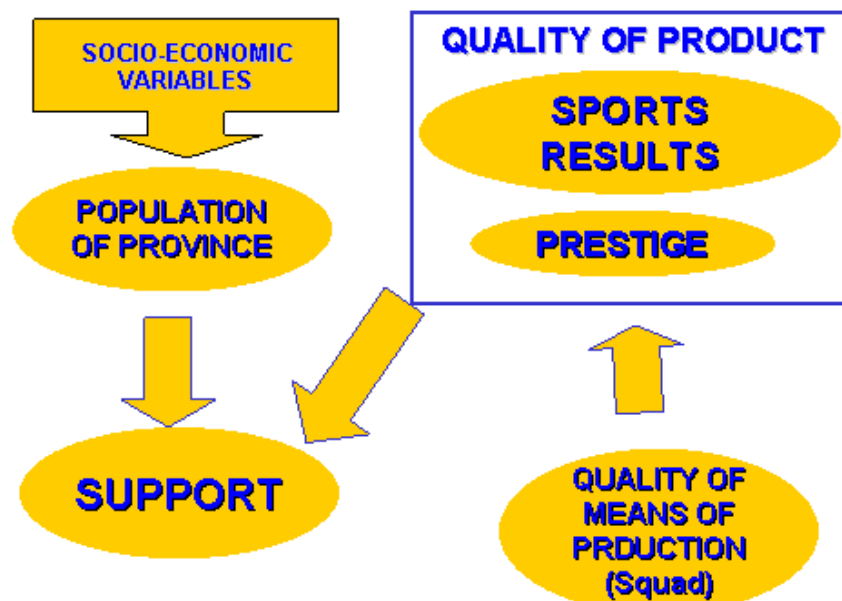 SOCIO-ECONOMIC
VARIABLES
POPULATION
OF PROVINCE
SUPPORT
QUALITY OF PRODUCT
SPORTS
RESULTS
PRESTIGE
QUALITY OF
MEANS OF
PRDUCTION
(Squad)